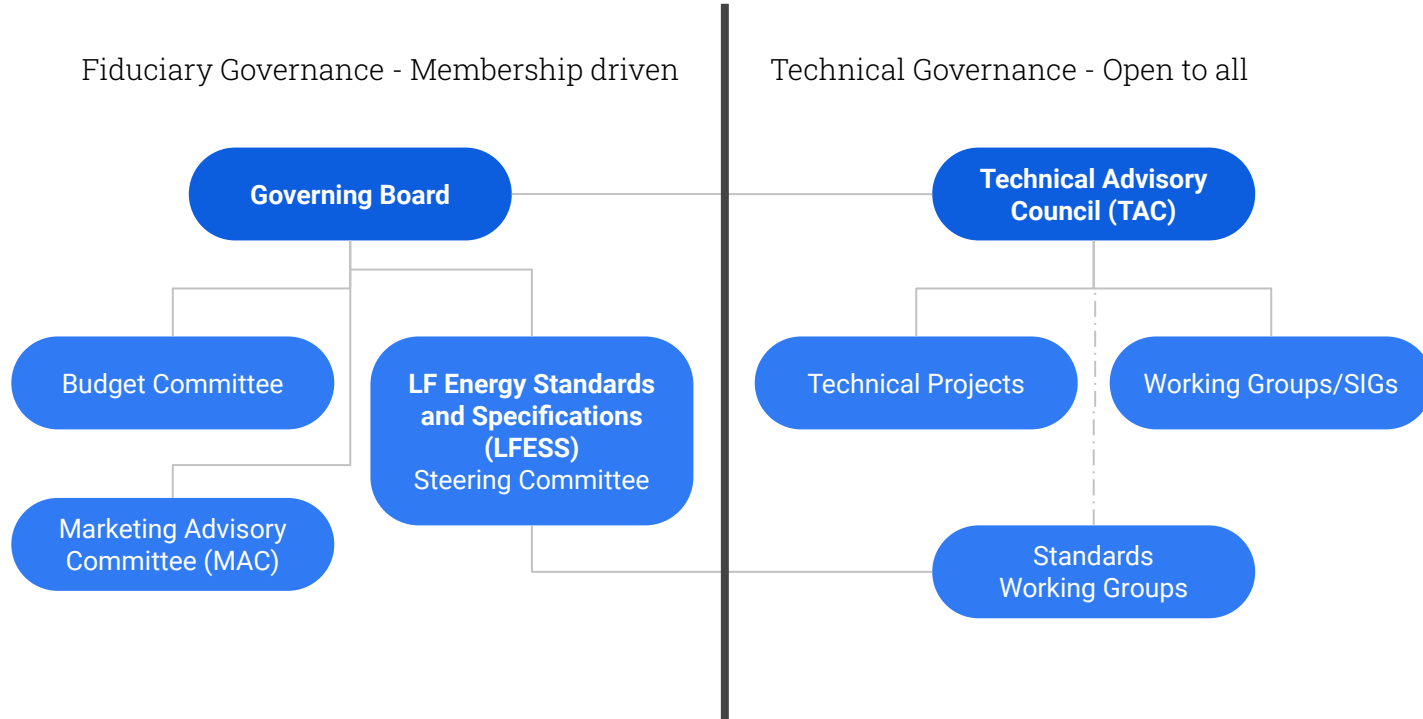 Fiduciary Governance - Membership driven
Technical Governance - Open to all
Governing Board
Technical Advisory
Council (TAC)
Budget Committee
LF Energy Standards
and Specifications
(LFESS)
Steering Committee
Technical Projects
Working Groups/SIGs
Marketing Advisory
Committee (MAC)
Standards
Working Groups